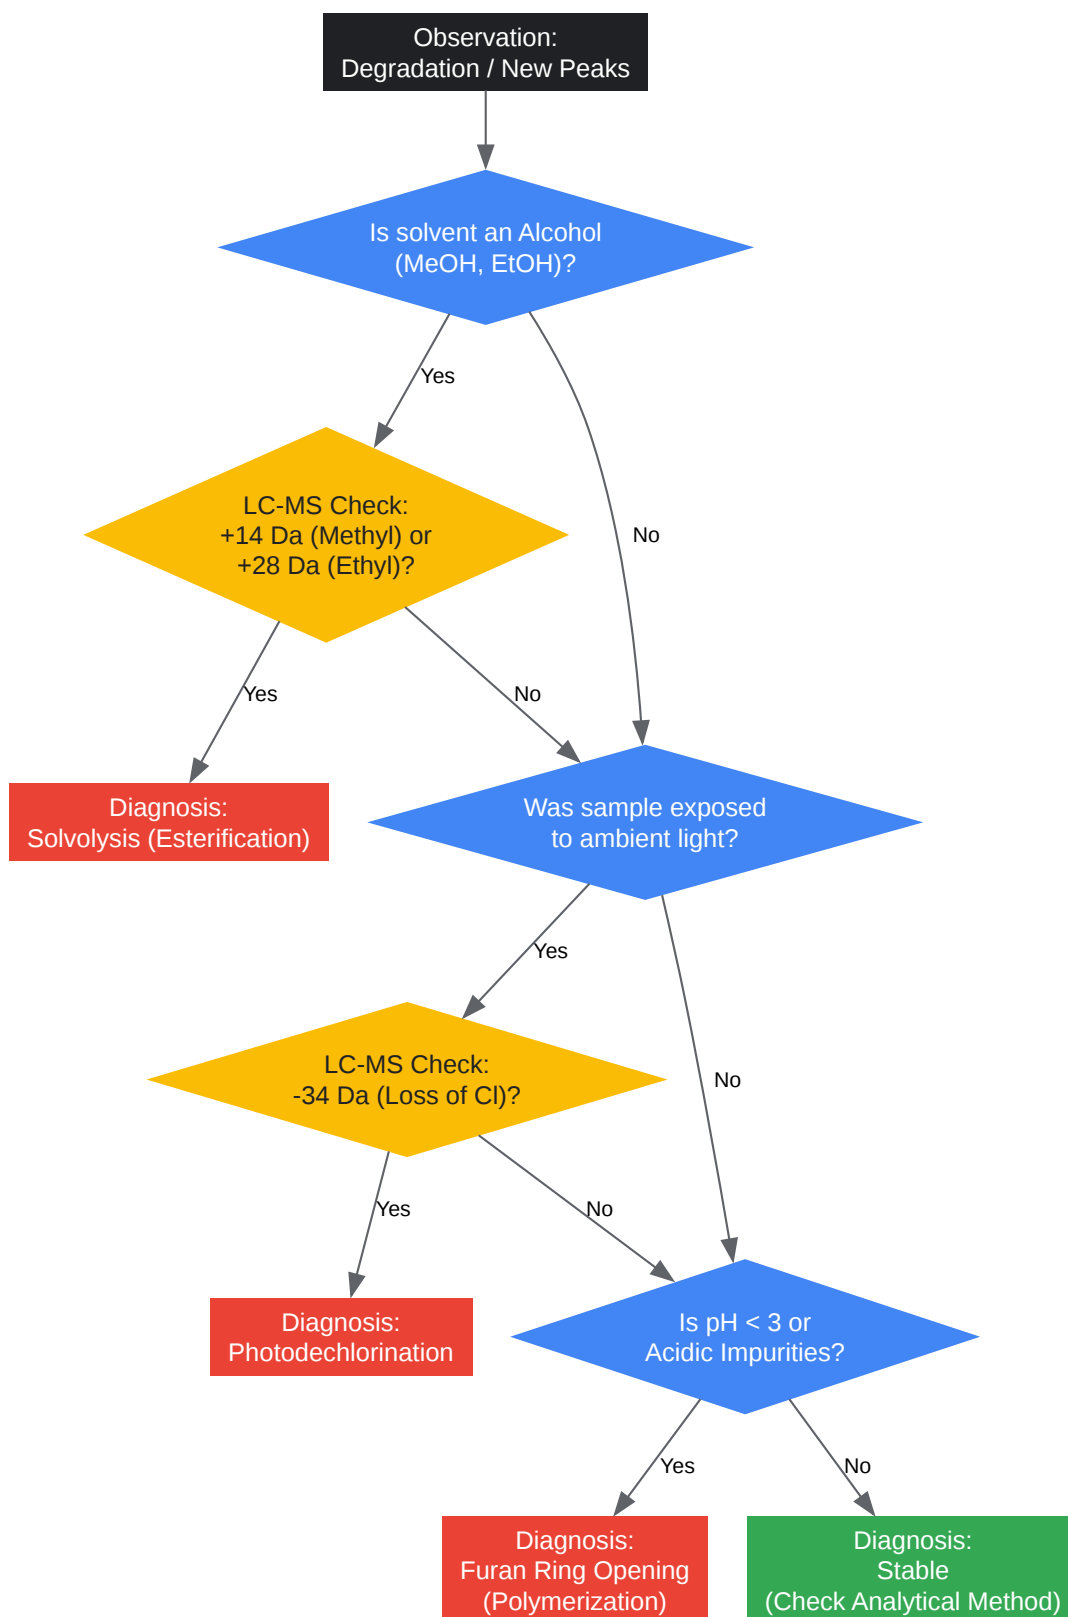 Observation:
Degradation / New Peaks
Is solvent an Alcohol
(MeOH, EtOH)?
Yes
No
LC-MS Check:
+14 Da (Methyl) or
+28 Da (Ethyl)?
Yes
No
Diagnosis:
Solvolysis (Esterification)
Was sample exposed
to ambient light?
Yes
No
LC-MS Check:
-34 Da (Loss of Cl)?
Yes
No
Diagnosis:
Photodechlorination
Is pH < 3 or
Acidic Impurities?
Yes
No
Diagnosis:
Furan Ring Opening
(Polymerization)
Diagnosis:
Stable
(Check Analytical Method)